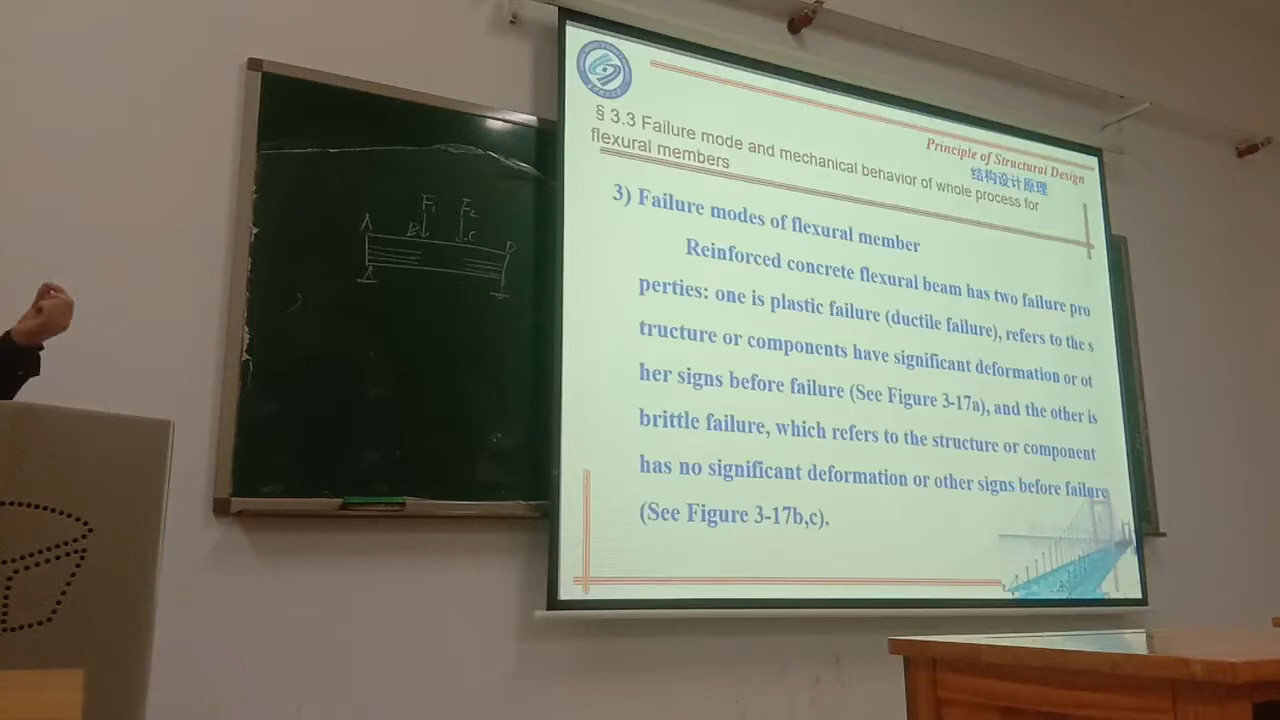 F₁ F₂
A B C D
A
Principle of Structural Design
结构设计原理
§ 3.3 Failure mode and mechanical behavior of whole process for
flexural members
3) Failure modes of flexural member
Reinforced concrete flexural beam has two failure pro
perties: one is plastic failure (ductile failure), refers to the s
tructure or components have significant deformation or ot
her signs before failure (See Figure 3-17a), and the other is
brittle failure, which refers to the structure or component
has no significant deformation or other signs before failure
(See Figure 3-17b,c).